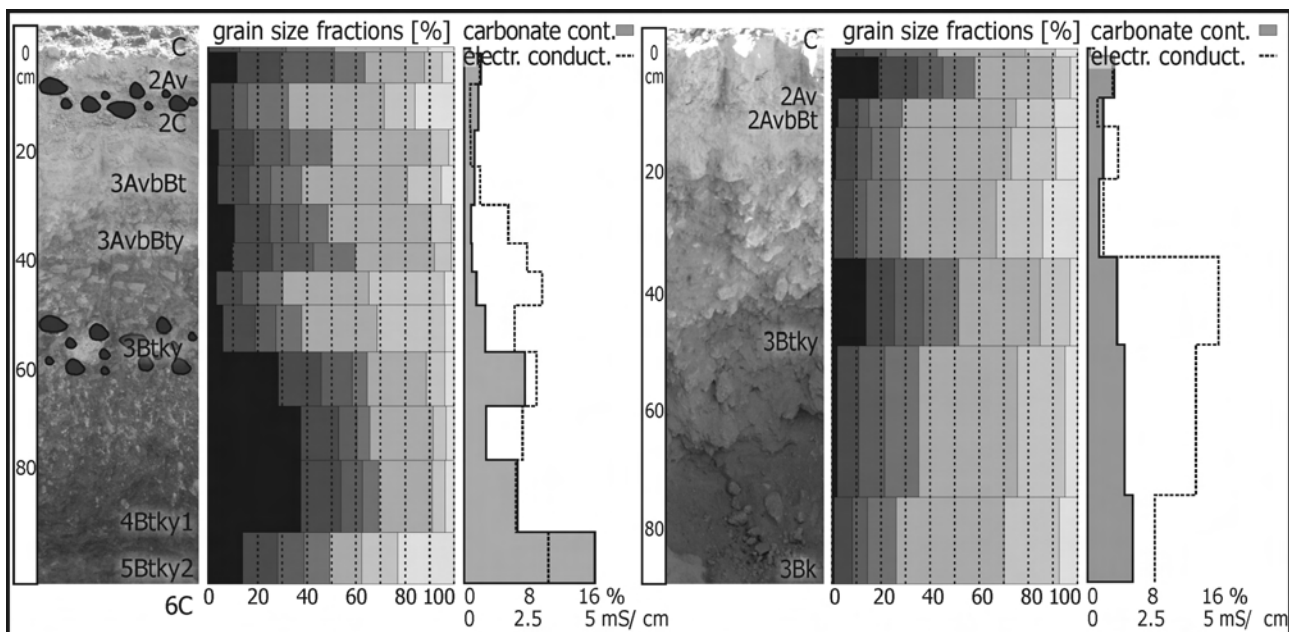 grain size fractions [%] carbonate cont.
electr. conduct.
0
cm
20
40
60
80
C
2Av
2C
3AvbBt
3AvbBty
3Btky
4Btky1
5Btky2
6C
0 20 40 60 80 100 0 8 16 %
0 2.5 5 mS/ cm
grain size fractions [%] carbonate cont.
electr. conduct.
0
cm
20
40
60
80
C
2Av
2AvbBt
3Btky
3Bk
0 20 40 60 80 100 0 8 16 %
0 2.5 5 mS/ cm